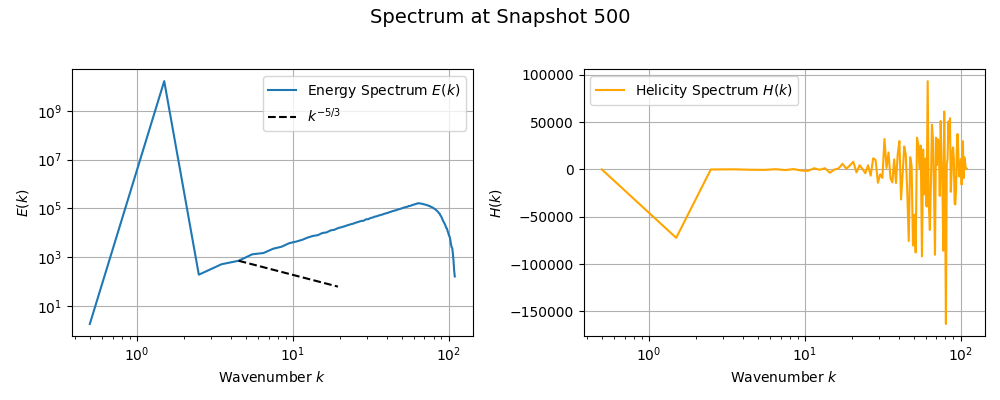 Spectrum at Snapshot 500
Energy Spectrum E(k)
k^{-5/3}
10^9
10^7
10^5
10^3
10^1
E(k)
10^0
10^1
10^2
Wavenumber k
Helicity Spectrum H(k)
100000
50000
0
−50000
−100000
−150000
H(k)
10^0
10^1
10^2
Wavenumber k